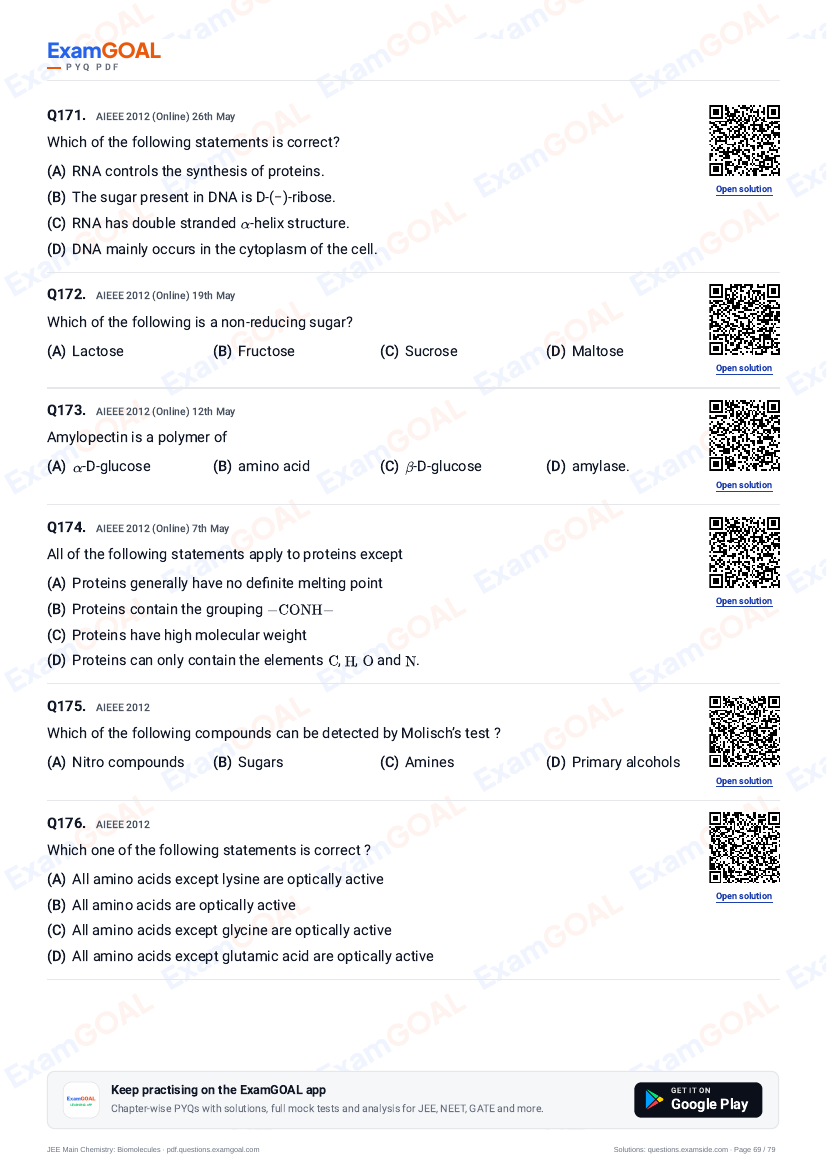 ExamGOAL
PYQ PDF
Q171. AIEEE 2012 (Online) 26th May
Which of the following statements is correct?
(A) RNA controls the synthesis of proteins.
(B) The sugar present in DNA is D-(−)-ribose.
(C) RNA has double stranded α-helix structure.
(D) DNA mainly occurs in the cytoplasm of the cell.
Open solution
Q172. AIEEE 2012 (Online) 19th May
Which of the following is a non-reducing sugar?
(A) Lactose (B) Fructose (C) Sucrose (D) Maltose
Open solution
Q173. AIEEE 2012 (Online) 12th May
Amylopectin is a polymer of
(A) α-D-glucose (B) amino acid (C) β-D-glucose (D) amylase.
Open solution
Q174. AIEEE 2012 (Online) 7th May
All of the following statements apply to proteins except
(A) Proteins generally have no definite melting point
(B) Proteins contain the grouping −CONH−
(C) Proteins have high molecular weight
(D) Proteins can only contain the elements C, H, O and N.
Open solution
Q175. AIEEE 2012
Which of the following compounds can be detected by Molisch's test ?
(A) Nitro compounds (B) Sugars (C) Amines (D) Primary alcohols
Open solution
Q176. AIEEE 2012
Which one of the following statements is correct ?
(A) All amino acids except lysine are optically active
(B) All amino acids are optically active
(C) All amino acids except glycine are optically active
(D) All amino acids except glutamic acid are optically active
Open solution
ExamGOAL
Keep practising on the ExamGOAL app
Chapter-wise PYQs with solutions, full mock tests and analysis for JEE, NEET, GATE and more.
GET IT ON
Google Play
JEE Main Chemistry: Biomolecules · pdf.questions.examgoal.com
Solutions: questions.examside.com · Page 69 / 79